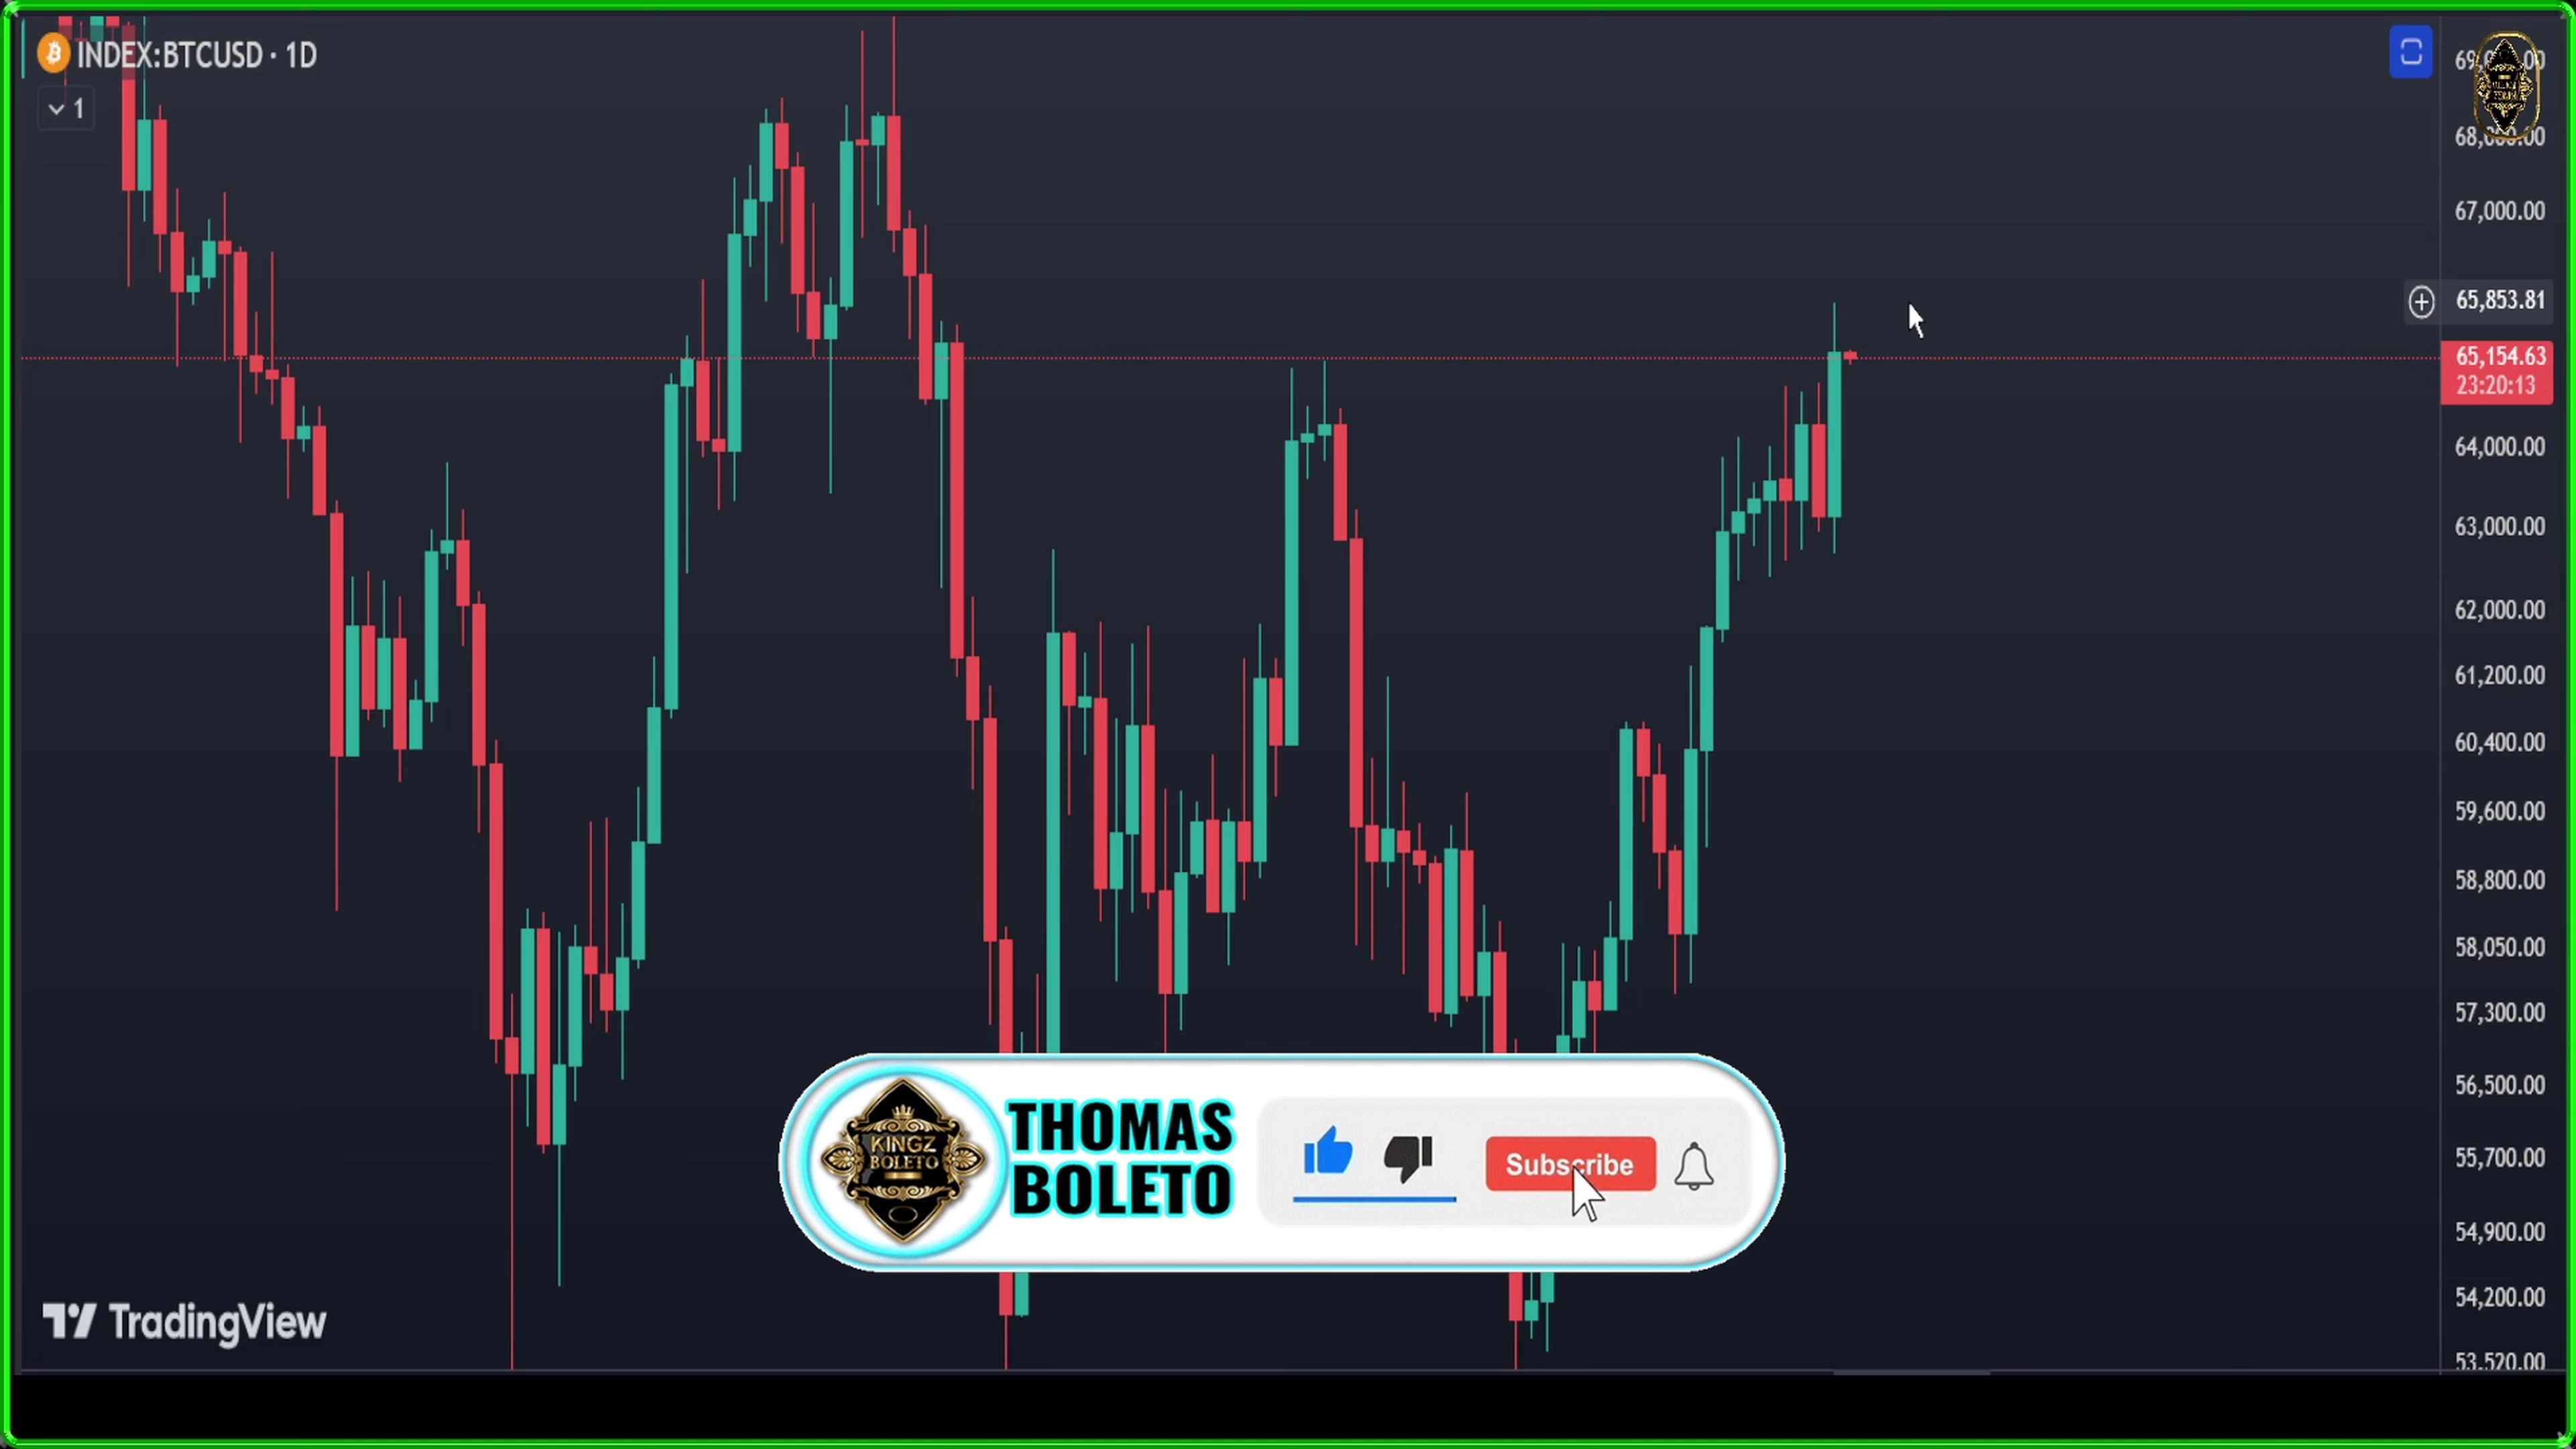 INDEX:BTCUSD · 1D
1
67,000.00
65,853.81
65,154.63
23:20:13
64,000.00
63,000.00
62,000.00
61,200.00
60,400.00
59,600.00
58,800.00
58,050.00
57,300.00
56,500.00
55,700.00
54,900.00
54,200.00
53,520.00
KINGZ
BOLETO
THOMAS
BOLETO
Subscribe
TradingView